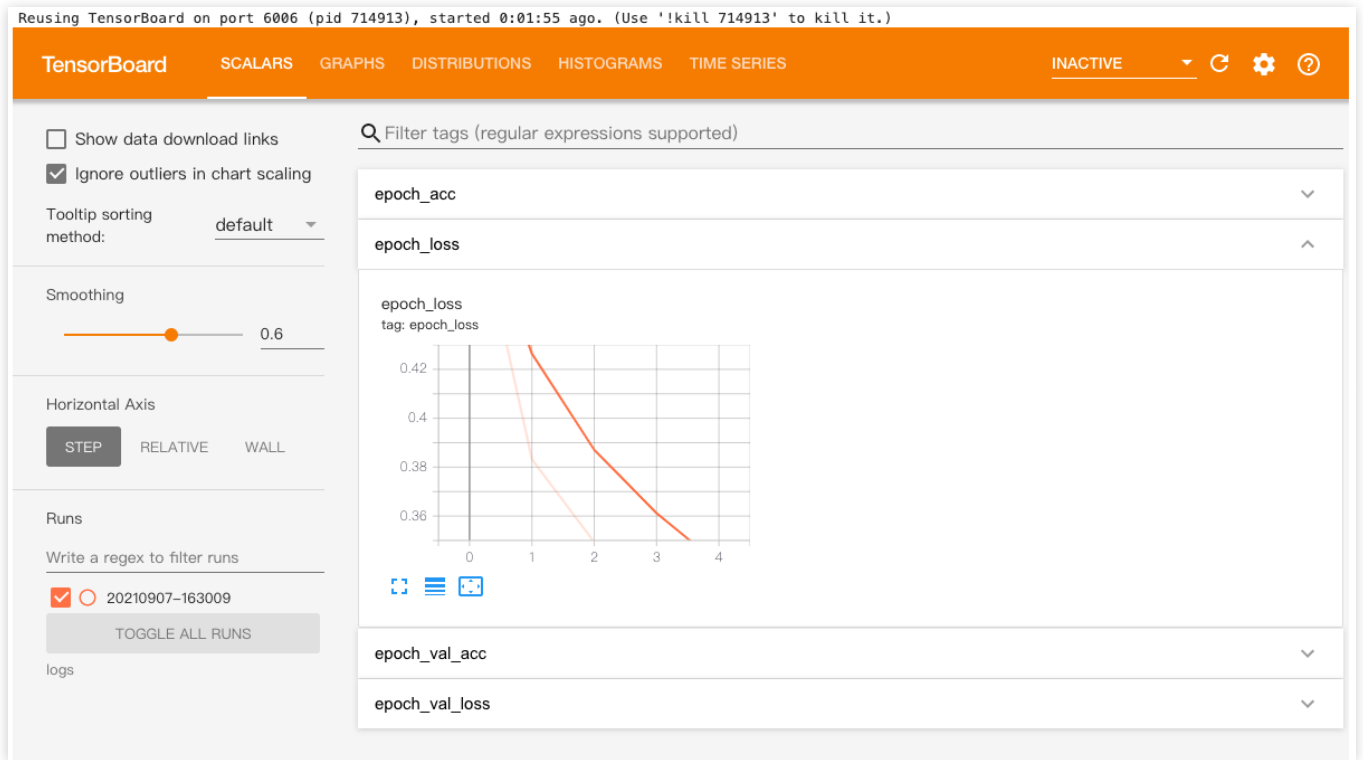 Reusing TensorBoard on port 6006 (pid 714913), started 0:01:55 ago. (Use '!kill 714913' to kill it.)
TensorBoard SCALARS GRAPHS DISTRIBUTIONS HISTOGRAMS TIME SERIES INACTIVE
Show data download links
Ignore outliers in chart scaling
Tooltip sorting
method:
default
Smoothing
0.6
Horizontal Axis
STEP RELATIVE WALL
Runs
Write a regex to filter runs
20210907-163009
TOGGLE ALL RUNS
logs
Filter tags (regular expressions supported)
epoch_acc
epoch_loss
epoch_loss
tag: epoch_loss
0.42
0.4
0.38
0.36
0 1 2 3 4
epoch_val_acc
epoch_val_loss